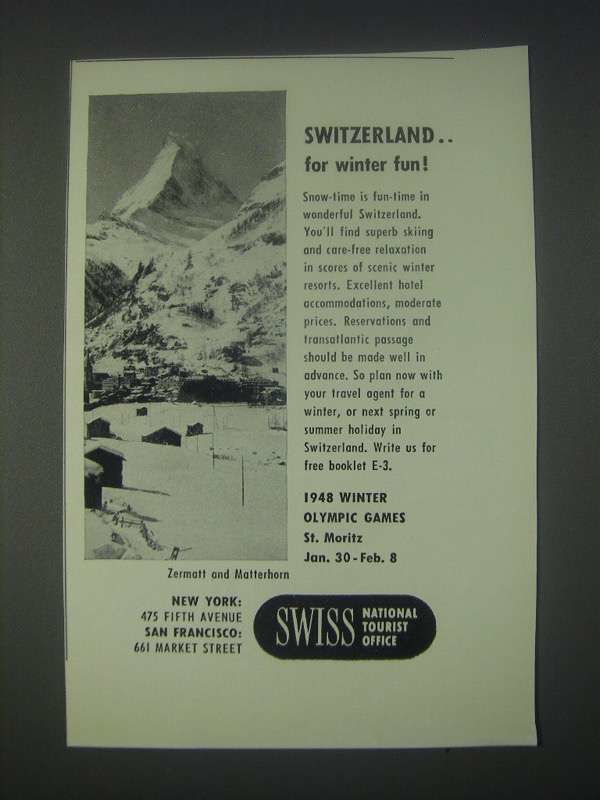 SWITZERLAND..
for winter fun!
Snow-time is fun-time in
wonderful Switzerland.
You'll find superb skiing
and care-free relaxation
in scores of scenic winter
resorts. Excellent hotel
accommodations, moderate
prices. Reservations and
transatlantic passage
should be made well in
advance. So plan now with
your travel agent for a
winter, or next spring or
summer holiday in
Switzerland. Write us for
free booklet E-3.
1948 WINTER
OLYMPIC GAMES
St. Moritz
Jan. 30-Feb. 8
Zermatt and Matterhorn
NEW YORK:
475 FIFTH AVENUE
SAN FRANCISCO:
661 MARKET STREET
SWISS NATIONAL
TOURIST
OFFICE